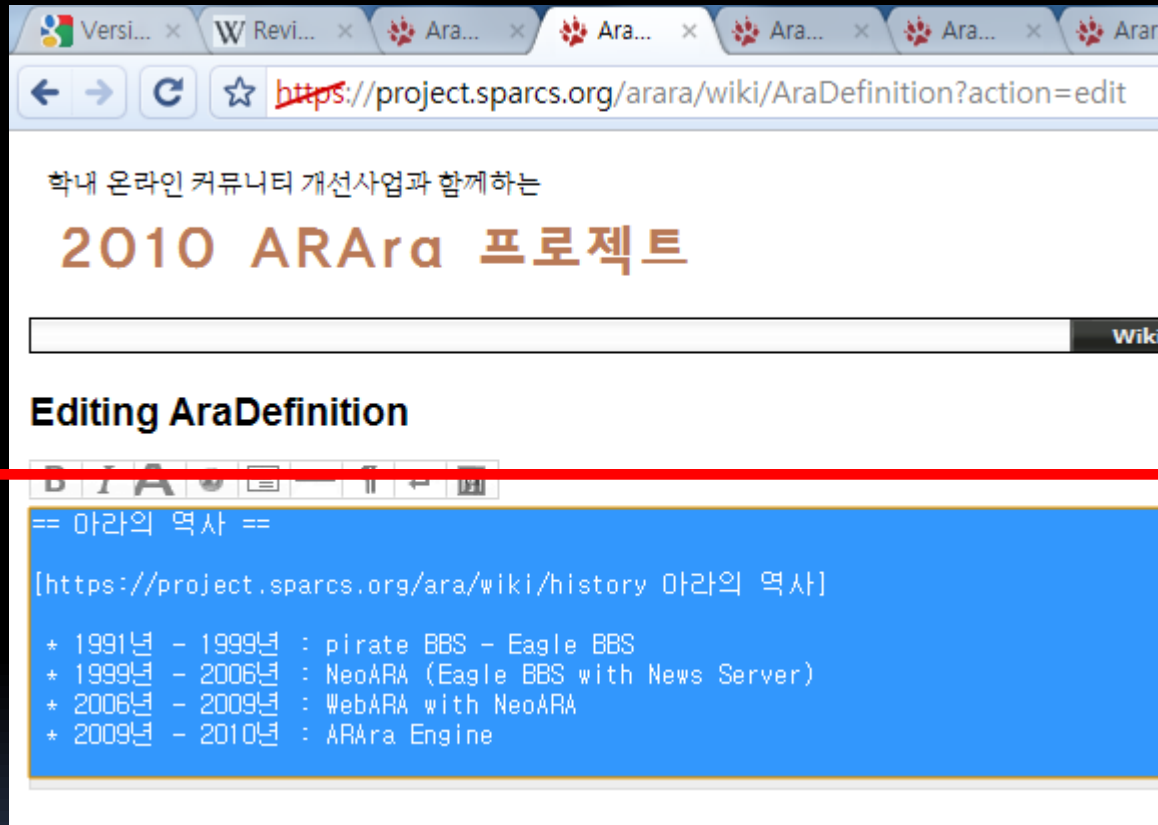 Versi... Revi... Ara... Ara... Ara... Ara... Arar
https://project.sparcs.org/arara/wiki/AraDefinition?action=edit
학내 온라인 커뮤니티 개선사업과 함께하는
2010 ARAra 프로젝트
Wiki
Editing AraDefinition
B I A
== 아라의 역사 ==
[https://project.sparcs.org/ara/wiki/history 아라의 역사]
* 1991년 - 1999년 : pirate BBS - Eagle BBS
* 1999년 - 2006년 : NeoARA (Eagle BBS with News Server)
* 2006년 - 2009년 : WebARA with NeoARA
* 2009년 - 2010년 : ARAra Engine